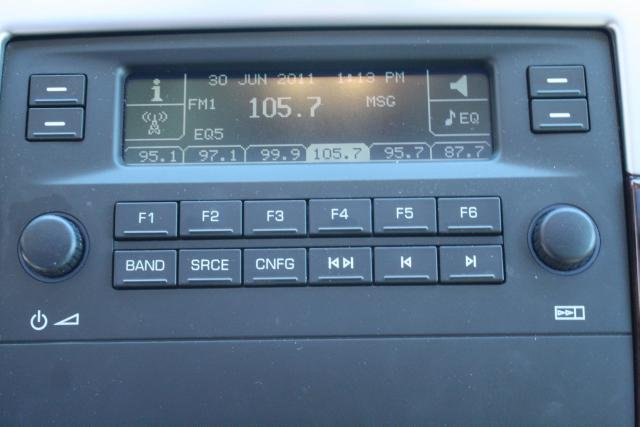 30 JUN 2011 1:13 PM
i FM1 105.7 MSG
EQ
EQ5
95.1 97.1 99.9 105.7 95.7 87.7
F1 F2 F3 F4 F5 F6
BAND SRCE CNFG